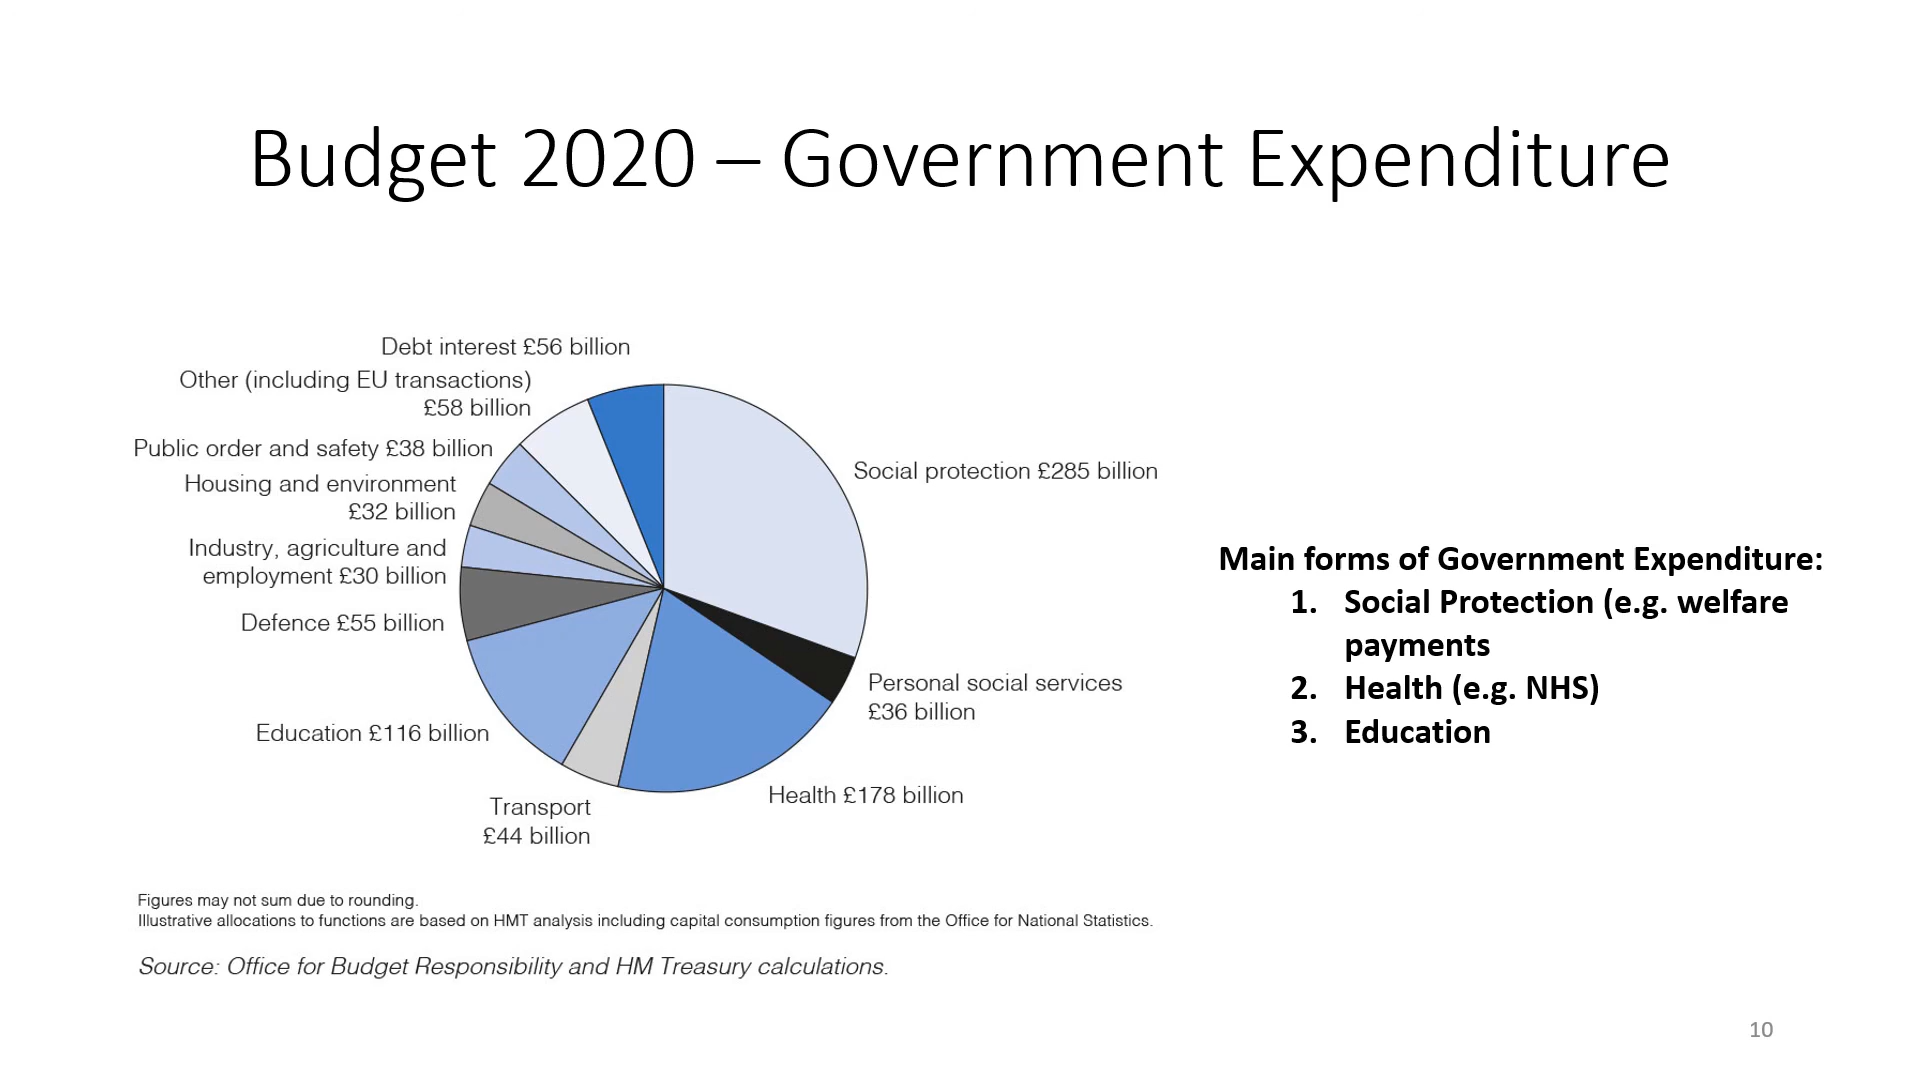 Budget 2020 – Government Expenditure
Debt interest £56 billion
Other (including EU transactions)
£58 billion
Public order and safety £38 billion
Housing and environment
£32 billion
Industry, agriculture and
employment £30 billion
Defence £55 billion
Education £116 billion
Transport
£44 billion
Social protection £285 billion
Personal social services
£36 billion
Health £178 billion
Main forms of Government Expenditure:
1. Social Protection (e.g. welfare
payments
2. Health (e.g. NHS)
3. Education
Figures may not sum due to rounding.
Illustrative allocations to functions are based on HMT analysis including capital consumption figures from the Office for National Statistics.
Source: Office for Budget Responsibility and HM Treasury calculations.
10